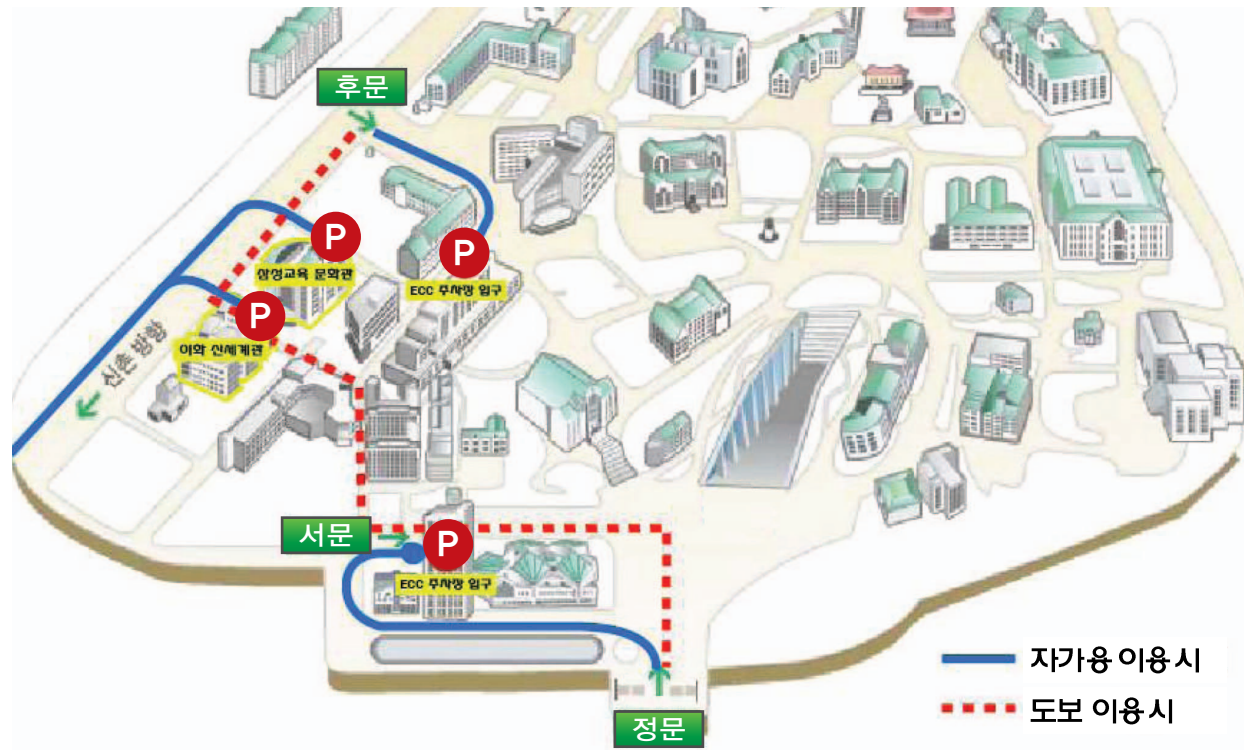 후문
P
삼성교육 문화관
P
ECC 주차장 입구
P
이화 신세계관
신촌 방향
서문
P
ECC 주차장 입구
자가용 이용시
도보 이용시
정문